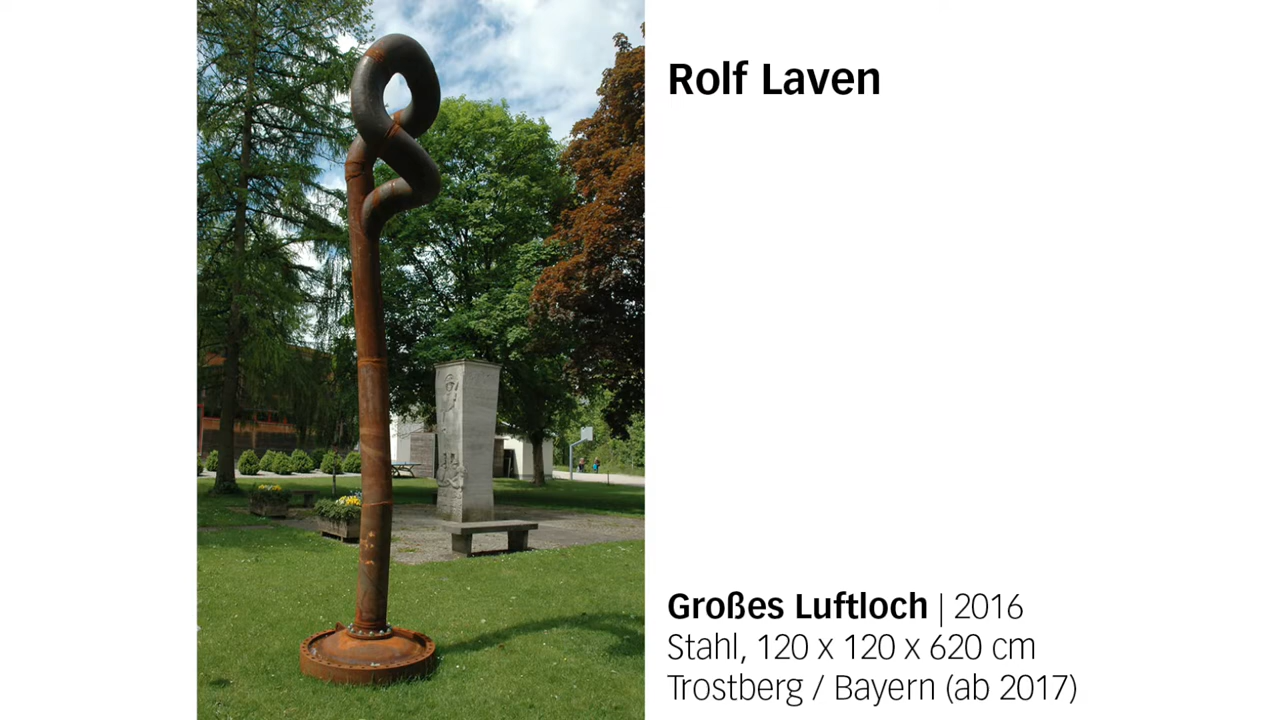 Rolf Laven
Großes Luftloch | 2016
Stahl, 120 x 120 x 620 cm
Trostberg / Bayern (ab 2017)